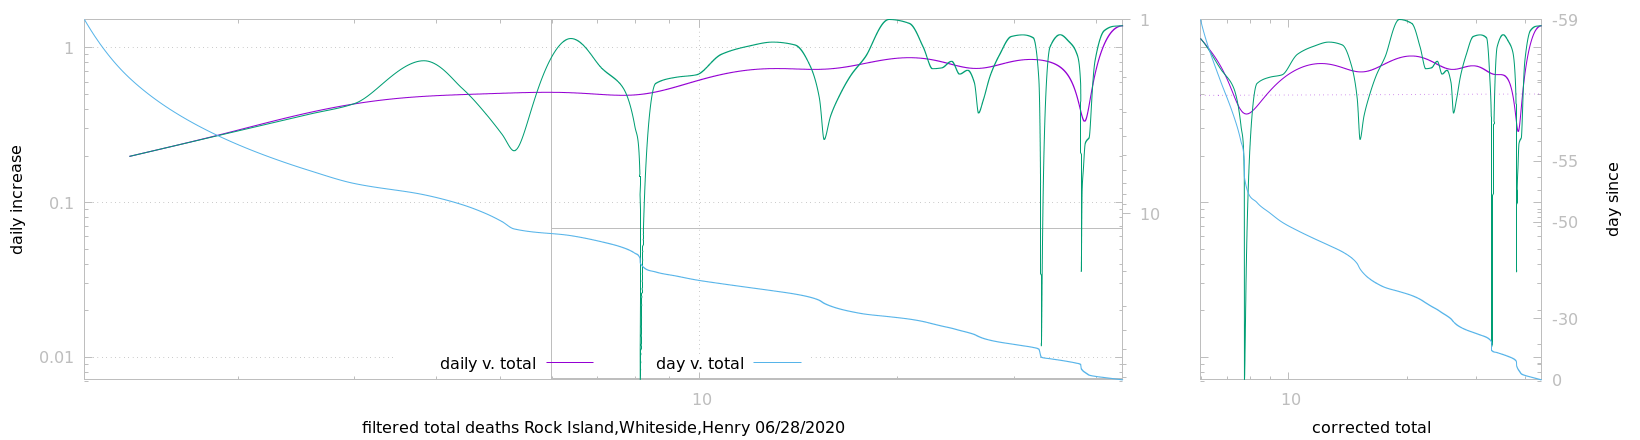 1
0.1
0.01
daily increase
daily v. total
day v. total
10
1
10
filtered total deaths Rock Island,Whiteside,Henry 06/28/2020
-59
-55
-50
-30
0
day since
10
corrected total